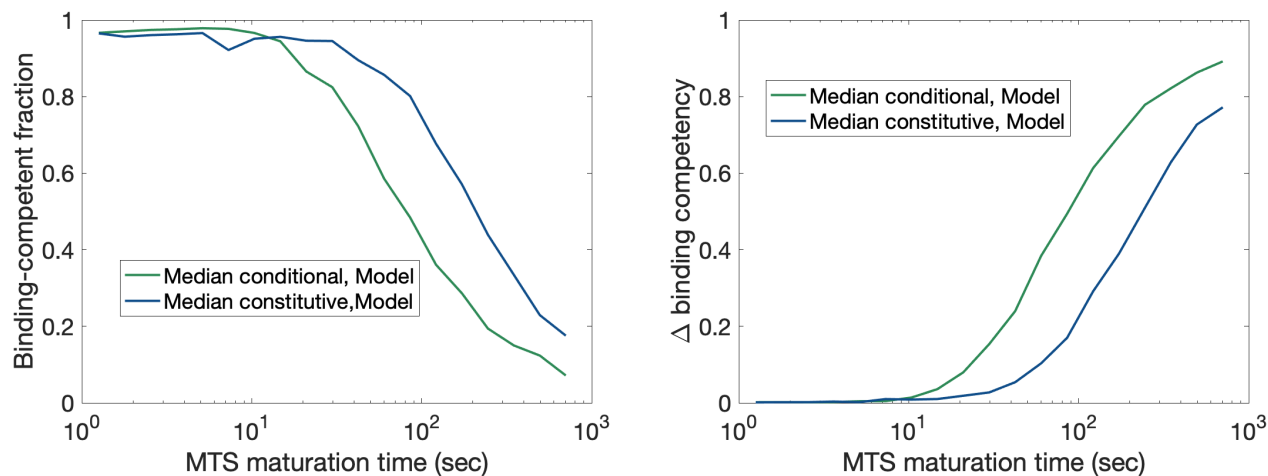 Binding-competent fraction
1
0.8
0.6
0.4
0.2
0
Median conditional, Model
Median constitutive,Model
10^0
10^1
10^2
10^3
MTS maturation time (sec)
Δ binding competency
1
0.8
0.6
0.4
0.2
0
Median conditional, Model
Median constitutive, Model
10^0
10^1
10^2
10^3
MTS maturation time (sec)